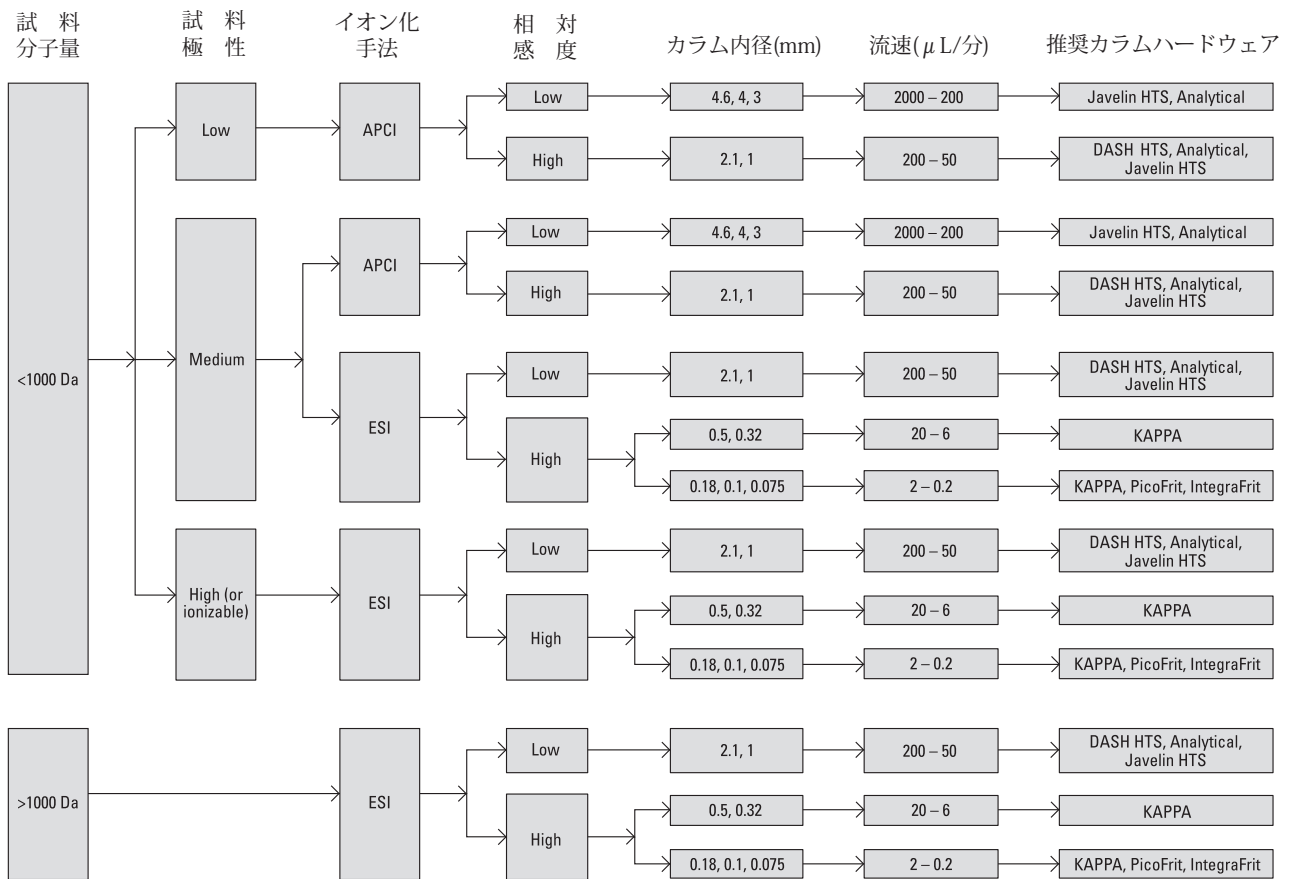 試 料
分子量
試 料
極 性
イオン化
手法
相 対
感 度
カラム内径(mm)
流速(μL/分)
推奨カラムハードウェア
<1000 Da
Low
APCI
Low
4.6, 4, 3
2000 – 200
Javelin HTS, Analytical
High
2.1, 1
200 – 50
DASH HTS, Analytical,
Javelin HTS
Medium
APCI
Low
4.6, 4, 3
2000 – 200
Javelin HTS, Analytical
High
2.1, 1
200 – 50
DASH HTS, Analytical,
Javelin HTS
ESI
Low
2.1, 1
200 – 50
DASH HTS, Analytical,
Javelin HTS
High
0.5, 0.32
20 – 6
KAPPA
0.18, 0.1, 0.075
2 – 0.2
KAPPA, PicoFrit, IntegraFrit
High (or
ionizable)
ESI
Low
2.1, 1
200 – 50
DASH HTS, Analytical,
Javelin HTS
High
0.5, 0.32
20 – 6
KAPPA
0.18, 0.1, 0.075
2 – 0.2
KAPPA, PicoFrit, IntegraFrit
>1000 Da
ESI
Low
2.1, 1
200 – 50
DASH HTS, Analytical,
Javelin HTS
High
0.5, 0.32
20 – 6
KAPPA
0.18, 0.1, 0.075
2 – 0.2
KAPPA, PicoFrit, IntegraFrit